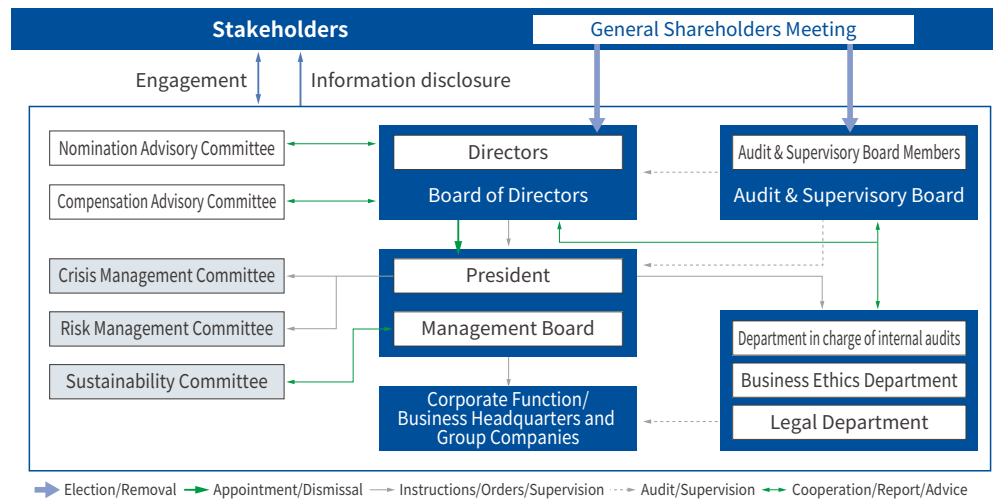 Stakeholders
General Shareholders Meeting
Engagement
Information disclosure
Nomination Advisory Committee
Directors
Audit & Supervisory Board Members
Compensation Advisory Committee
Board of Directors
Audit & Supervisory Board
Crisis Management Committee
President
Risk Management Committee
Management Board
Department in charge of internal audits
Sustainability Committee
Business Ethics Department
Corporate Function/
Business Headquarters and
Group Companies
Legal Department
Election/Removal
Appointment/Dismissal
Instructions/Orders/Supervision
Audit/Supervision
Cooperation/Report/Advice